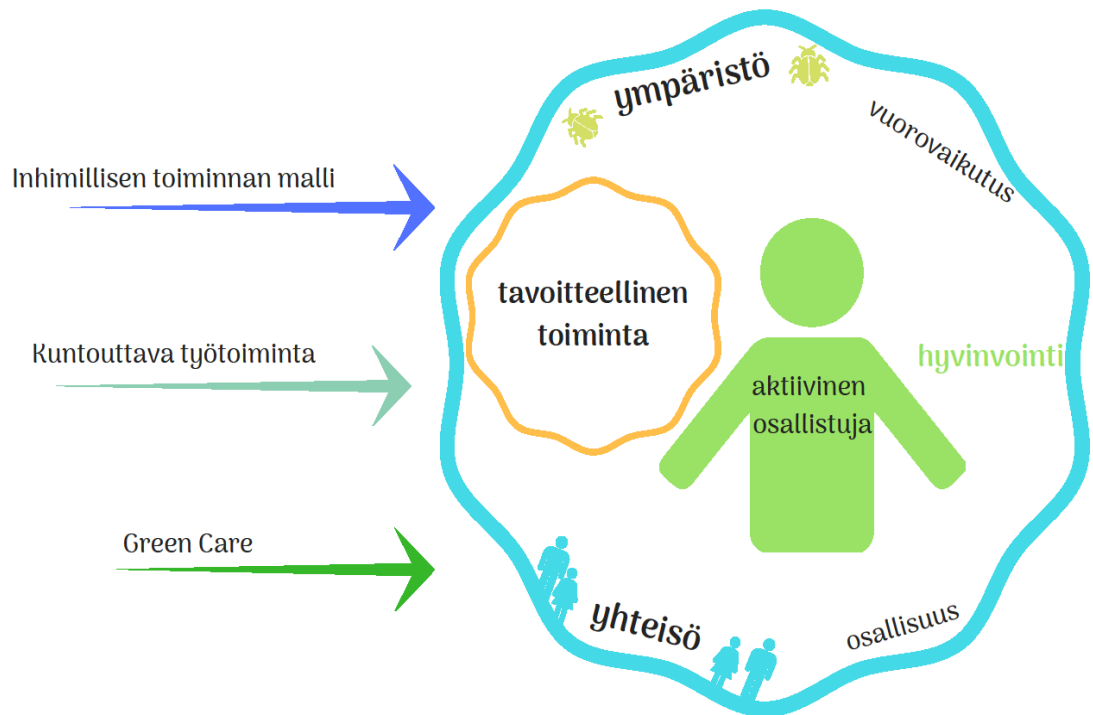 ympäristö
vuorovaikutus
Inhimillisen toiminnan malli
tavoitteellinen
toiminta
Kuntouttava työtoiminta
hyvinvointi
aktiivinen
osallistuja
Green Care
yhteisö
osallisuus